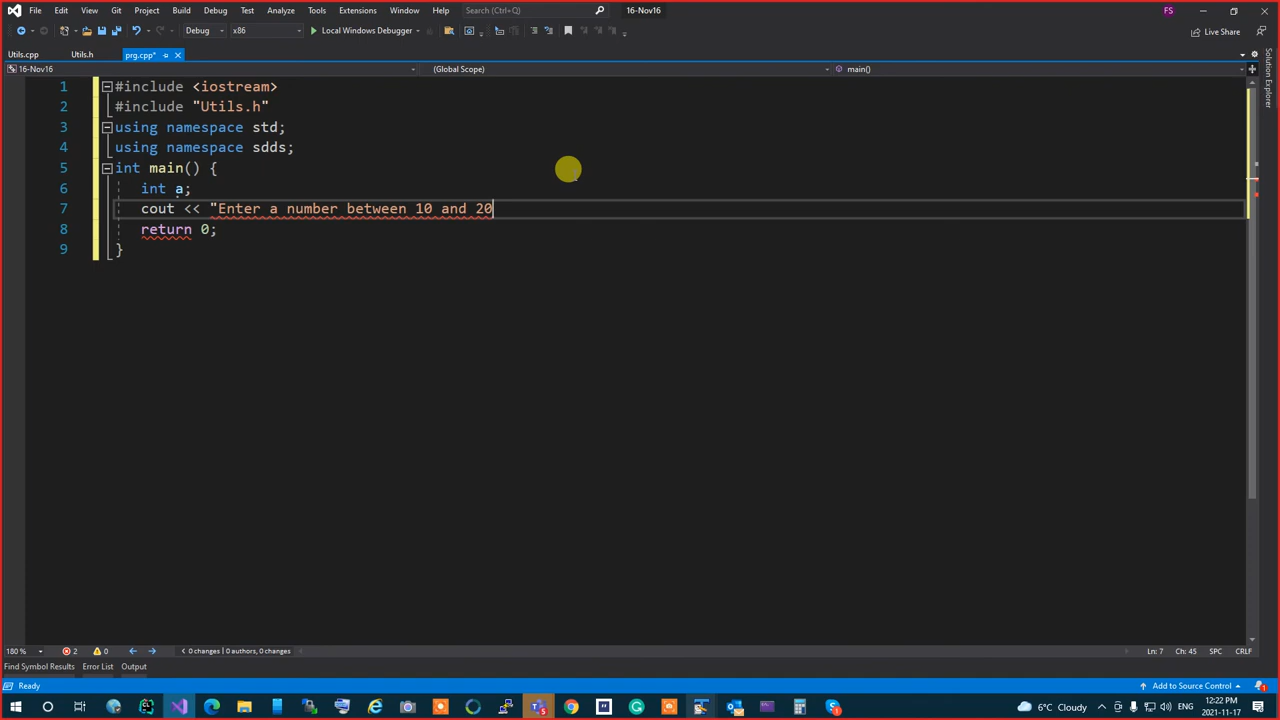 File Edit View Git Project Build Debug Test Analyze Tools Extensions Window Help Search (Ctrl+Q) 16-Nov16 FS
Debug x86 Local Windows Debugger Live Share
Utils.cpp Utils.h prg.cpp*
16-Nov16 (Global Scope) main()
1 #include <iostream>
2 #include "Utils.h"
3 using namespace std;
4 using namespace sdds;
5 int main() {
6 int a;
7 cout << "Enter a number between 10 and 20
8 return 0;
9 }
Solution Explorer
180 % 2 0 0 changes | 0 authors, 0 changes Ln: 7 Ch: 45 SPC CRLF
Find Symbol Results Error List Output
Ready Add to Source Control 1
6°C Cloudy ENG 12:22 PM
2021-11-17